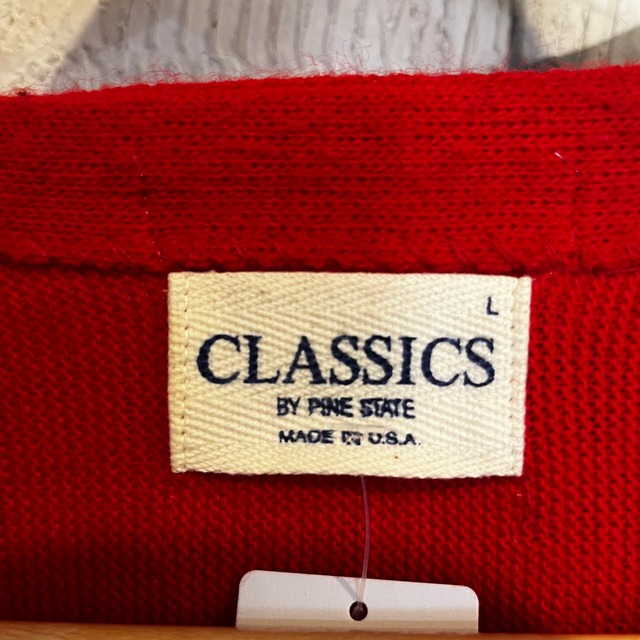 L
CLASSICS
BY PINE STATE
MADE IN U.S.A.